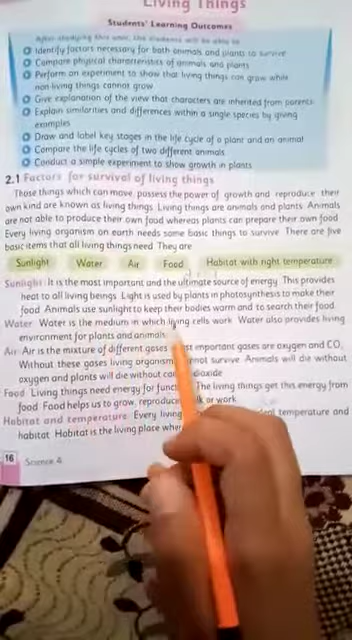 Living Things
Students' Learning Outcomes
After studying this unit, the students will be able to
Identify factors necessary for both animals and plants to survive
Compare physical characteristics of animals and plants
Perform an experiment to show that living things can grow while
non living things cannot grow
Give explanation of the view that characters are inherited from parents
Explain similarities and differences within a single species by giving
examples
Draw and label key stages in the life cycle of a plant and an animal
Compare the life cycles of two different animals
Conduct a simple experiment to show growth in plants
2.1 Factors for survival of living things
Those things which can move, possess the power of growth and reproduce their
own kind are known as living things. Living things are animals and plants. Animals
are not able to produce their own food whereas plants can prepare their own food
Every living organism on earth needs some basic things to survive There are five
basic items that all living things need They are
Sunlight Water Air Food Habitat with right temperature
Sunlight It is the most important and the ultimate source of energy This provides
heat to all living beings Light is used by plants in photosynthesis to make their
food Animals use sunlight to keep their bodies warm and to search their food.
Water Water is the medium in which living cells work Water also provides living
environment for plants and animals
Air Air is the mixture of different gases most important gases are oxygen and CO2
Without these gases living organisms not survive Animals will die without
oxygen and plants will die without dioxide
Food Living things need energy for The living things get this energy from
food Food helps us to grow, reproduce or work
Habitat and temperature Every living temperature and
habitat Habitat is the living place
16 Science 4